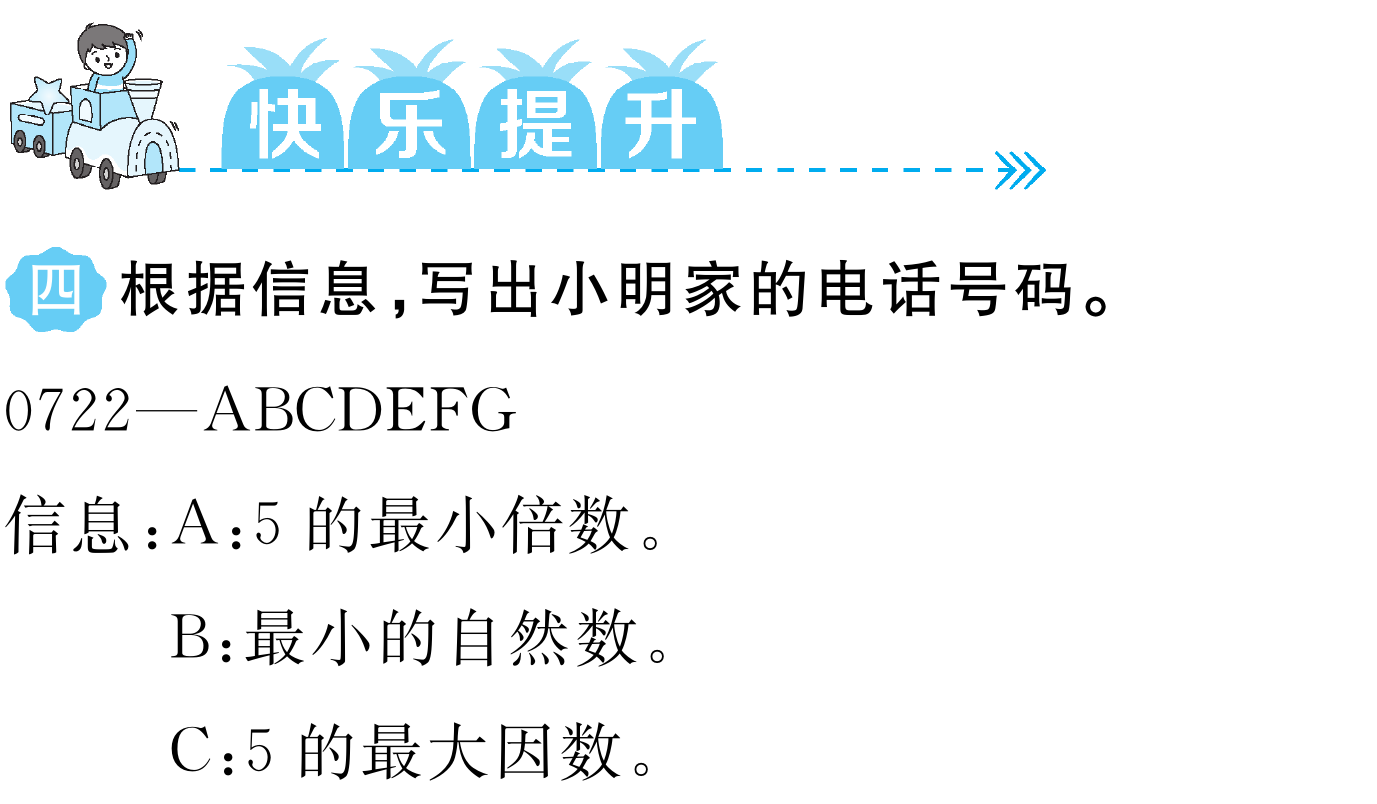 快乐提升
四 根据信息,写出小明家的电话号码。
0722—ABCDEFG
信息:A:5 的最小倍数。
B:最小的自然数。
C:5 的最大因数。